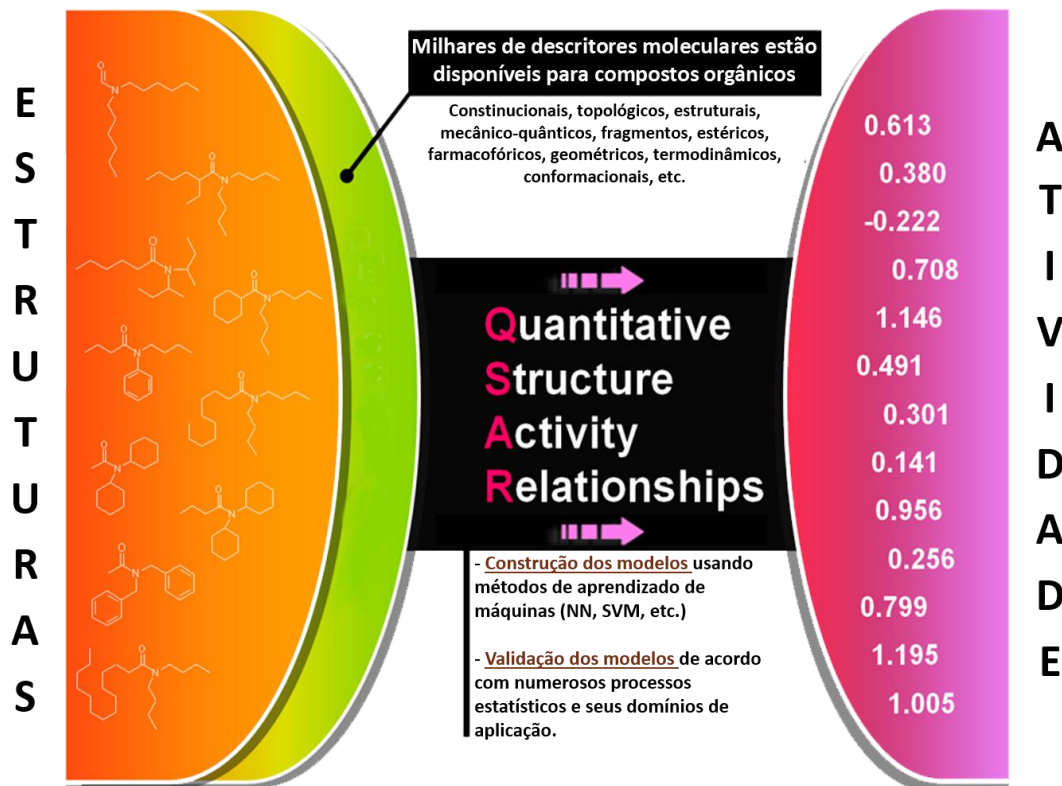 ESTRUTURAS
Milhares de descritores moleculares estão
disponíveis para compostos orgânicos
Constinucionais, topológicos, estruturais,
mecânico-quânticos, fragmentos, estéricos,
farmacofóricos, geométricos, termodinâmicos,
conformacionais, etc.
O
N
O
N
O
N
O
N
O
N
O
N
O
N
O
N
O
N
O
N
Quantitative
Structure
Activity
Relationships
- Construção dos modelos usando
métodos de aprendizado de
máquinas (NN, SVM, etc.)
- Validação dos modelos de acordo
com numerosos processos
estatísticos e seus domínios de
aplicação.
0.613
0.380
-0.222
0.708
1.146
0.491
0.301
0.141
0.956
0.256
0.799
1.195
1.005
ATIVIDADE